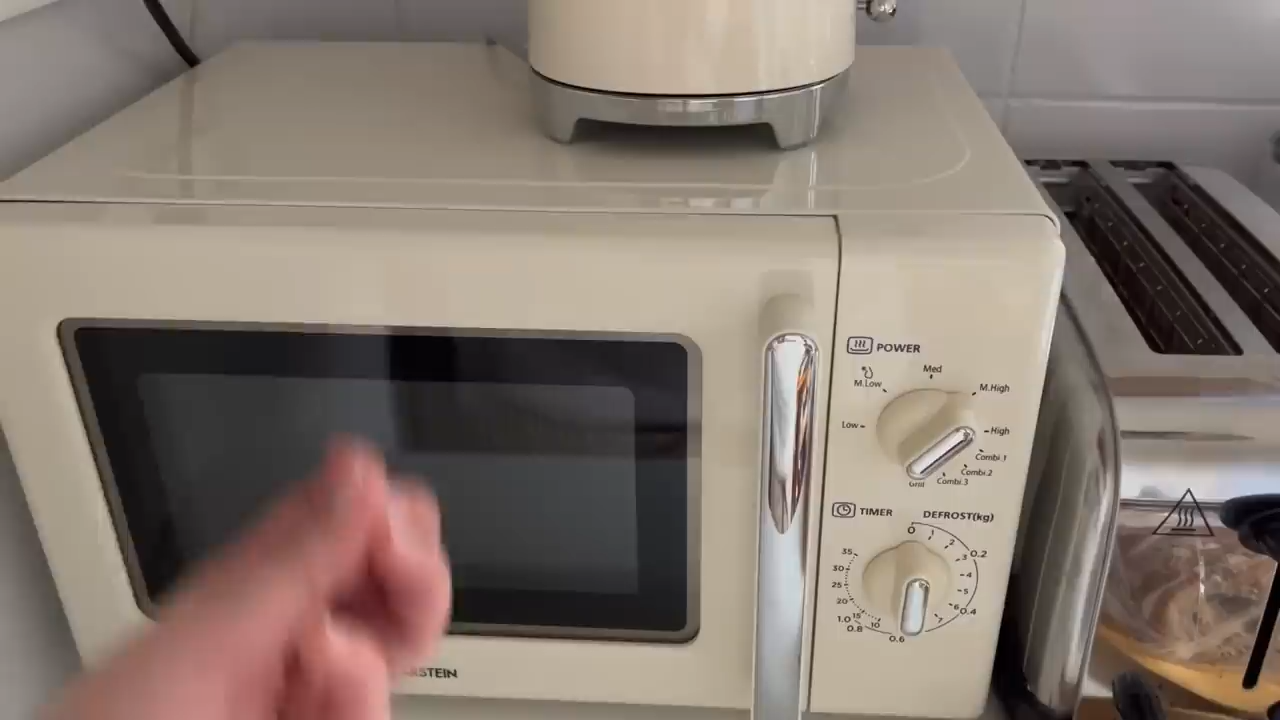 POWER
Med
M.Low
M.High
Low
High
Combi.1
Combi.2
Combi.3
Grill
TIMER
DEFROST(kg)
0
1
2
3
0.2
4
5
6
0.4
7
0.6
10
15
0.8
1.0
20
25
30
35